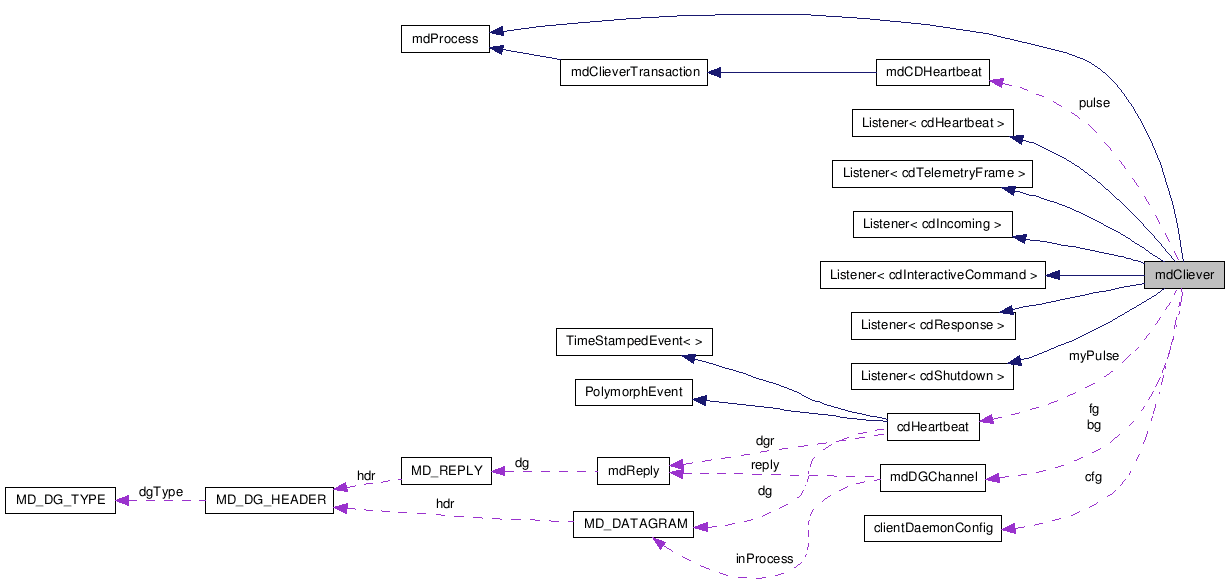 mdProcess
mdClieverTransaction
mdCDHeartbeat
pulse
Listener< cdHeartbeat >
Listener< cdTelemetryFrame >
Listener< cdIncoming >
Listener< cdInteractiveCommand >
mdCliever
Listener< cdResponse >
TimeStampedEvent< >
myPulse
Listener< cdShutdown >
PolymorphEvent
fg
bg
cdHeartbeat
dgr
MD_REPLY
dg
mdReply
reply
mdDGChannel
cfg
hdr
dg
MD_DG_TYPE
dgType
MD_DG_HEADER
hdr
MD_DATAGRAM
clientDaemonConfig
inProcess